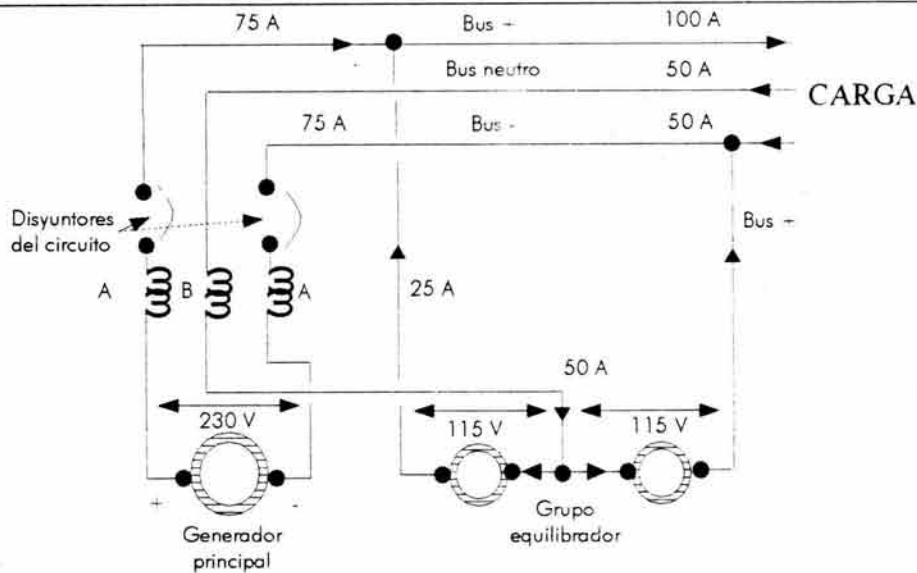 75 A Bus + 100 A
Bus neutro 50 A
CARGA
75 A Bus - 50 A
Disyuntores
del circuito
Bus +
A B A
25 A
50 A
230 V
115 V 115 V
+ -
Generador
principal
Grupo
equilibrador